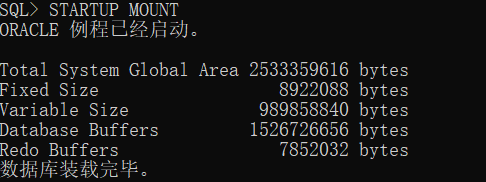 SQL> STARTUP MOUNT
ORACLE 例程已经启动。
Total System Global Area 2533359616 bytes
Fixed Size 8922088 bytes
Variable Size 989858840 bytes
Database Buffers 1526726656 bytes
Redo Buffers 7852032 bytes
数据库装载完毕。